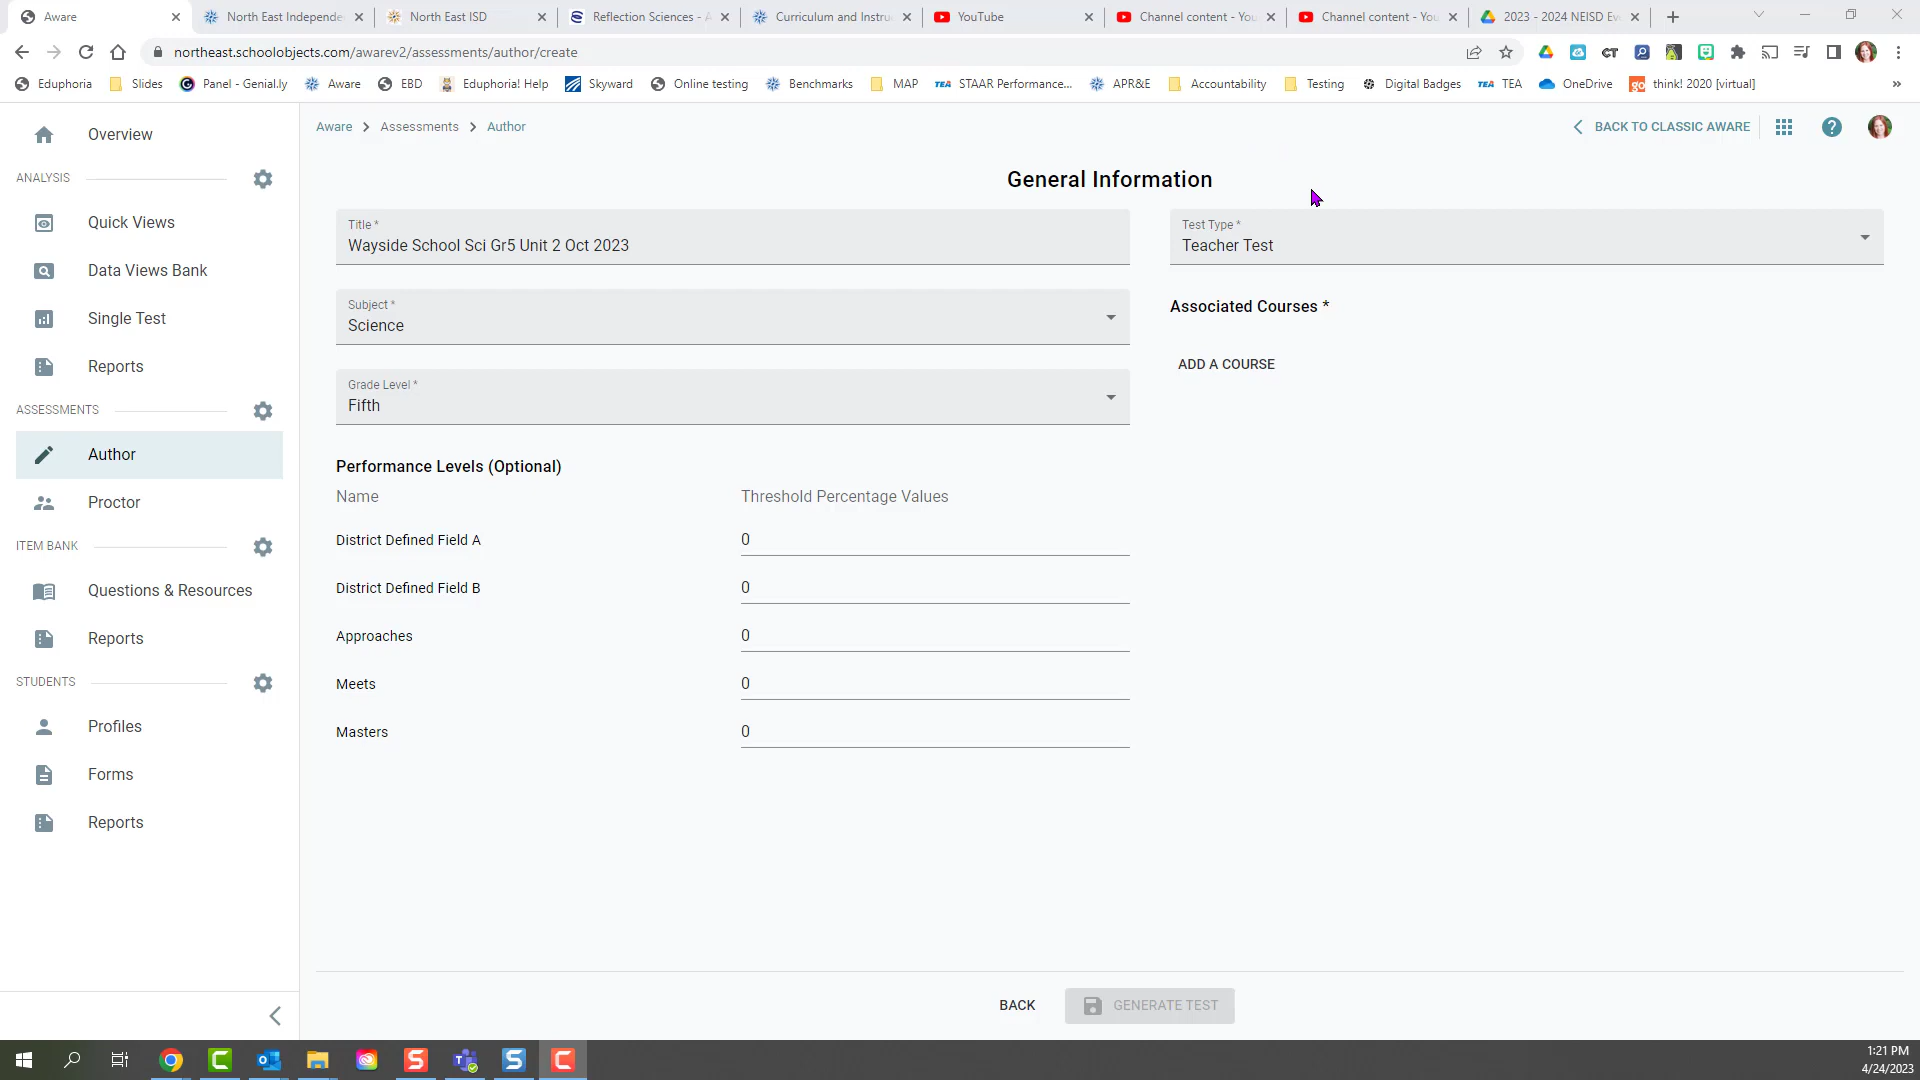 Aware
North East Independe
North East ISD
Reflection Sciences - A
Curriculum and Instru
YouTube
Channel content - You
Channel content - You
2023 - 2024 NEISD Ev
northeast.schoolobjects.com/awarev2/assessments/author/create
Eduphoria
Slides
Panel - Genial.ly
Aware
EBD
Eduphoria! Help
Skyward
Online testing
Benchmarks
MAP
TEA STAAR Performance...
APR&E
Accountability
Testing
Digital Badges
TEA TEA
OneDrive
go think! 2020 [virtual]
»
Overview
ANALYSIS
Quick Views
Data Views Bank
Single Test
Reports
ASSESSMENTS
Author
Proctor
ITEM BANK
Questions & Resources
Reports
STUDENTS
Profiles
Forms
Reports
Aware > Assessments > Author
BACK TO CLASSIC AWARE
General Information
Title *
Wayside School Sci Gr5 Unit 2 Oct 2023
Subject *
Science
Grade Level *
Fifth
Performance Levels (Optional)
Name Threshold Percentage Values
District Defined Field A 0
District Defined Field B 0
Approaches 0
Meets 0
Masters 0
Test Type *
Teacher Test
Associated Courses *
ADD A COURSE
BACK
GENERATE TEST
1:21 PM
4/24/2023